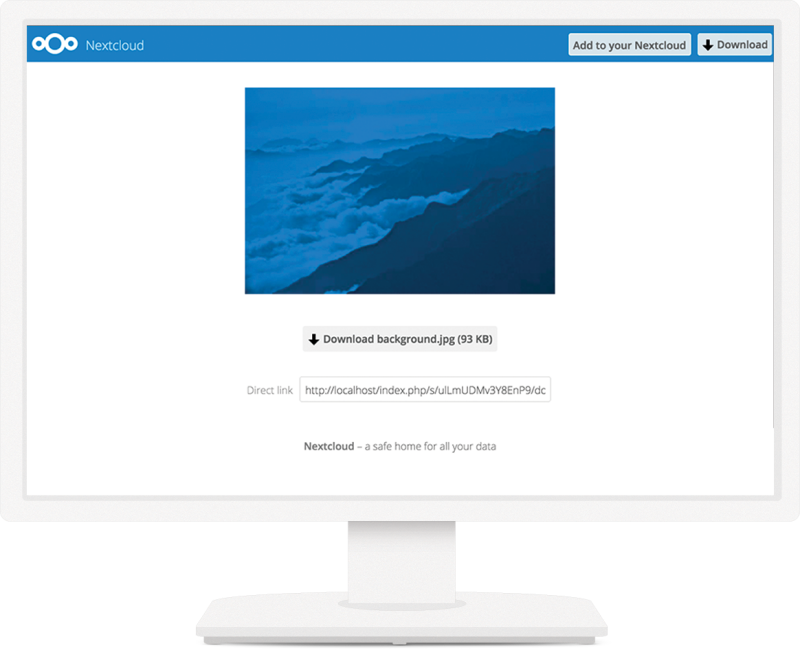 Nextcloud
Add to your Nextcloud
Download
Download background.jpg (93 KB)
Direct link
http://localhost/index.php/s/ulLmUDMv3Y8EnP9/dc
Nextcloud – a safe home for all your data